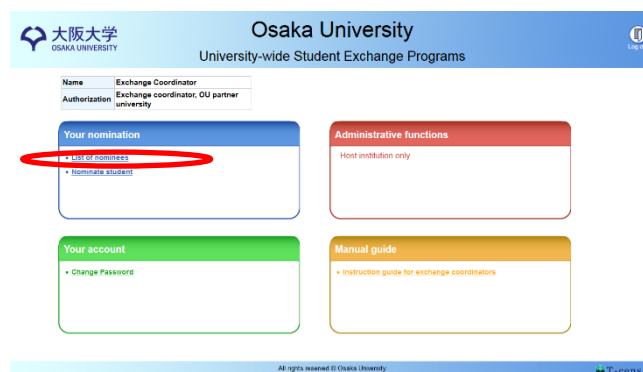 大阪大学
OSAKA UNIVERSITY
Osaka University
University-wide Student Exchange Programs
Name Exchange Coordinator
Authorization Exchange coordinator, OU partner
university
Your nomination
List of nominees
Nominate student
Administrative functions
Host institution only
Your account
Change Password
Manual guide
Instruction guide for exchange coordinators
All rights reserved © Osaka University